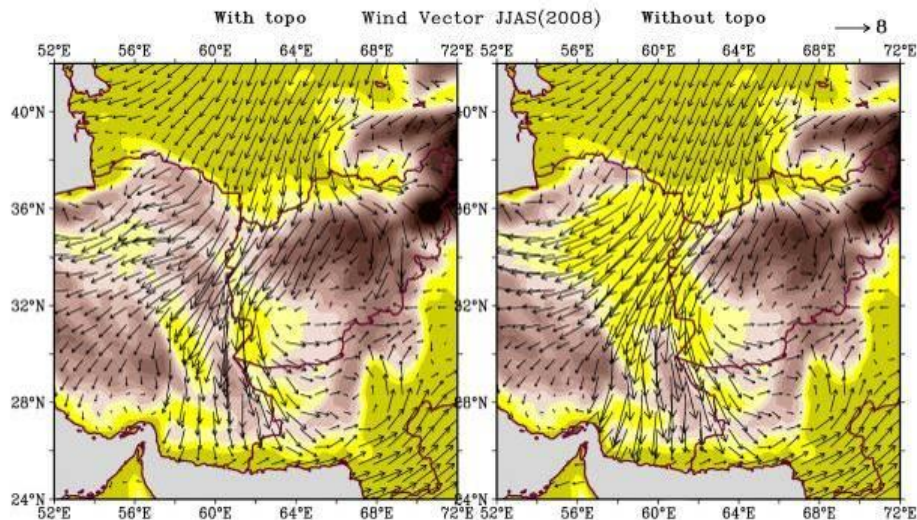 With topo Wind Vector JJAS(2008) Without topo
8
52°E 56°E 60°E 64°E 68°E 72°E 52°E 56°E 60°E 64°E 68°E 72°E
40°N 40°N
36°N 36°N
32°N 32°N
28°N 28°N
24°N 24°N
52°E 56°E 60°E 64°E 68°E 72°E 52°E 56°E 60°E 64°E 68°E 72°E